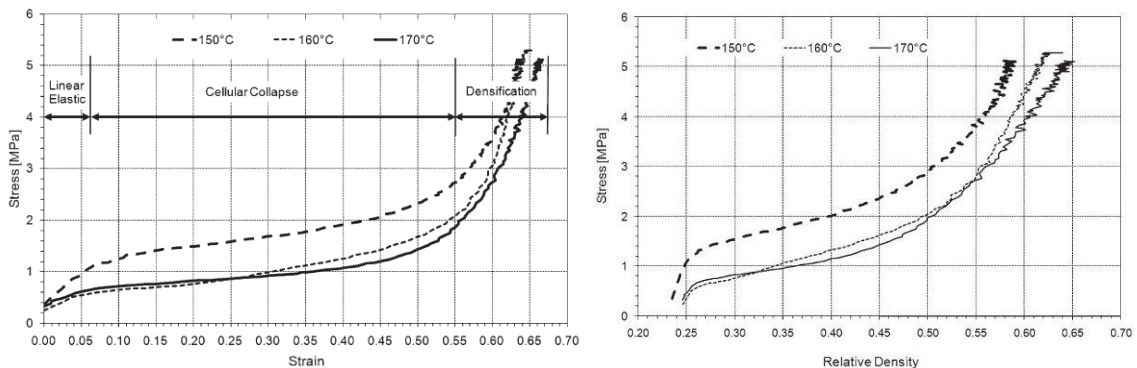 6
5
4
3
2
1
0
Stress [MPa]
150°C 160°C 170°C
Linear
Elastic
Cellular Collapse
Densification
0.00 0.05 0.10 0.15 0.20 0.25 0.30 0.35 0.40 0.45 0.50 0.55 0.60 0.65 0.70
Strain
6
5
4
3
2
1
0
Stress [MPa]
150°C 160°C 170°C
0.20 0.25 0.30 0.35 0.40 0.45 0.50 0.55 0.60 0.65 0.70
Relative Density